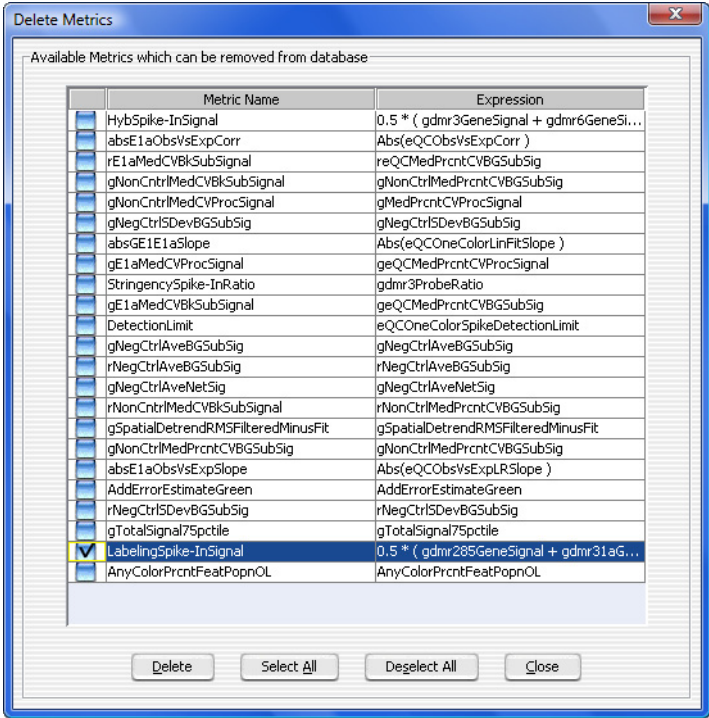 Delete Metrics
Available Metrics which can be removed from database
Metric Name Expression
HybSpike-InSignal 0.5 * ( gdmr3GeneSignal + gdmr6GeneSi...
absE1aObsVsExpCorr Abs(eQCObsVsExpCorr )
rE1aMedCVBkSubSignal reQCMedPrcntCVBGSubSig
gNonCntrlMedCVBkSubSignal gNonCtrlMedPrcntCVBGSubSig
gNonCntrlMedCVProcSignal gMedPrcntCVProcSignal
gNegCtrlSDevBGSubSig gNegCtrlSDevBGSubSig
absGE1E1aSlope Abs(eQCOneColorLinFitSlope )
gE1aMedCVProcSignal geQCMedPrcntCVProcSignal
StringencySpike-InRatio gdmr3ProbeRatio
gE1aMedCVBkSubSignal geQCMedPrcntCVBGSubSig
DetectionLimit eQCOneColorSpikeDetectionLimit
gNegCtrlAveBGSubSig gNegCtrlAveBGSubSig
rNegCtrlAveBGSubSig rNegCtrlAveBGSubSig
gNegCtrlAveNetSig gNegCtrlAveNetSig
rNonCntrlMedCVBkSubSignal rNonCtrlMedPrcntCVBGSubSig
gSpatialDetrendRMSFilteredMinusFit gSpatialDetrendRMSFilteredMinusFit
gNonCtrlMedPrcntCVBGSubSig gNonCtrlMedPrcntCVBGSubSig
absE1aObsVsExpSlope Abs(eQCObsVsExpLRSlope )
AddErrorEstimateGreen AddErrorEstimateGreen
rNegCtrlSDevBGSubSig rNegCtrlSDevBGSubSig
gTotalSignal75pctile gTotalSignal75pctile
LabelingSpike-InSignal 0.5 * ( gdmr285GeneSignal + gdmr31aG...
AnyColorPrcntFeatPopnOL AnyColorPrcntFeatPopnOL
Delete Select All Deselect All Close